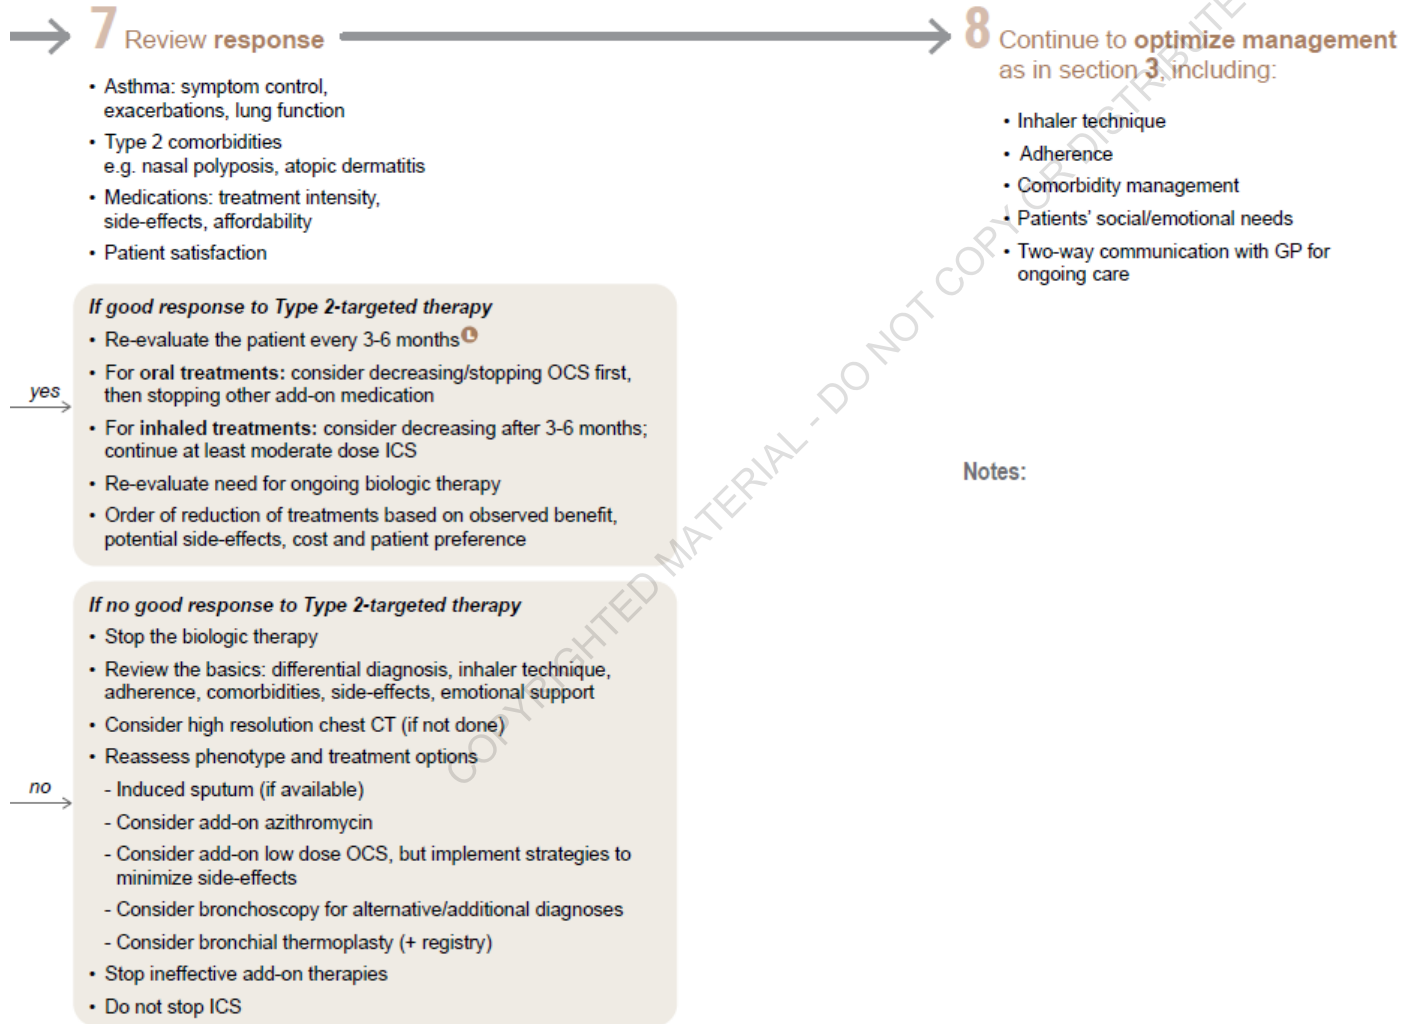 7 Review response
• Asthma: symptom control,
exacerbations, lung function
• Type 2 comorbidities
e.g. nasal polyposis, atopic dermatitis
• Medications: treatment intensity,
side-effects, affordability
• Patient satisfaction
yes
If good response to Type 2-targeted therapy
• Re-evaluate the patient every 3-6 months L
• For oral treatments: consider decreasing/stopping OCS first,
then stopping other add-on medication
• For inhaled treatments: consider decreasing after 3-6 months;
continue at least moderate dose ICS
• Re-evaluate need for ongoing biologic therapy
• Order of reduction of treatments based on observed benefit,
potential side-effects, cost and patient preference
no
If no good response to Type 2-targeted therapy
• Stop the biologic therapy
• Review the basics: differential diagnosis, inhaler technique,
adherence, comorbidities, side-effects, emotional support
• Consider high resolution chest CT (if not done)
• Reassess phenotype and treatment options
- Induced sputum (if available)
- Consider add-on azithromycin
- Consider add-on low dose OCS, but implement strategies to
minimize side-effects
- Consider bronchoscopy for alternative/additional diagnoses
- Consider bronchial thermoplasty (+ registry)
• Stop ineffective add-on therapies
• Do not stop ICS
8 Continue to optimize management
as in section 3, including:
• Inhaler technique
• Adherence
• Comorbidity management
• Patients' social/emotional needs
• Two-way communication with GP for
ongoing care
Notes:
COPYRIGHTED MATERIAL - DO NOT COPY OR DISTRIBUTE